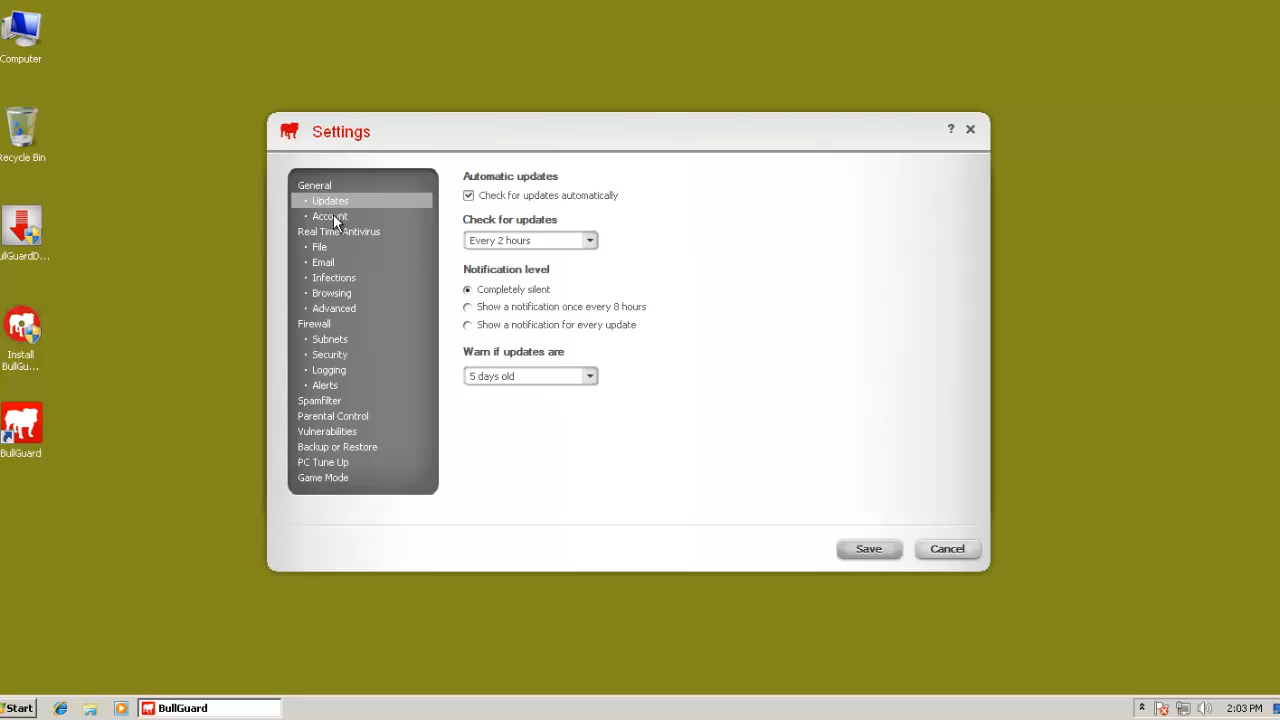 Computer
Recycle Bin
ullGuardD...
Install
BullGu...
BullGuard
Settings
?
General
Updates
Account
Real Time Antivirus
File
Email
Infections
Browsing
Advanced
Firewall
Subnets
Security
Logging
Alerts
Spamfilter
Parental Control
Vulnerabilities
Backup or Restore
PC Tune Up
Game Mode
Automatic updates
Check for updates automatically
Check for updates
Every 2 hours
Notification level
Completely silent
Show a notification once every 8 hours
Show a notification for every update
Warn if updates are
5 days old
Save
Cancel
Start
BullGuard
2:03 PM